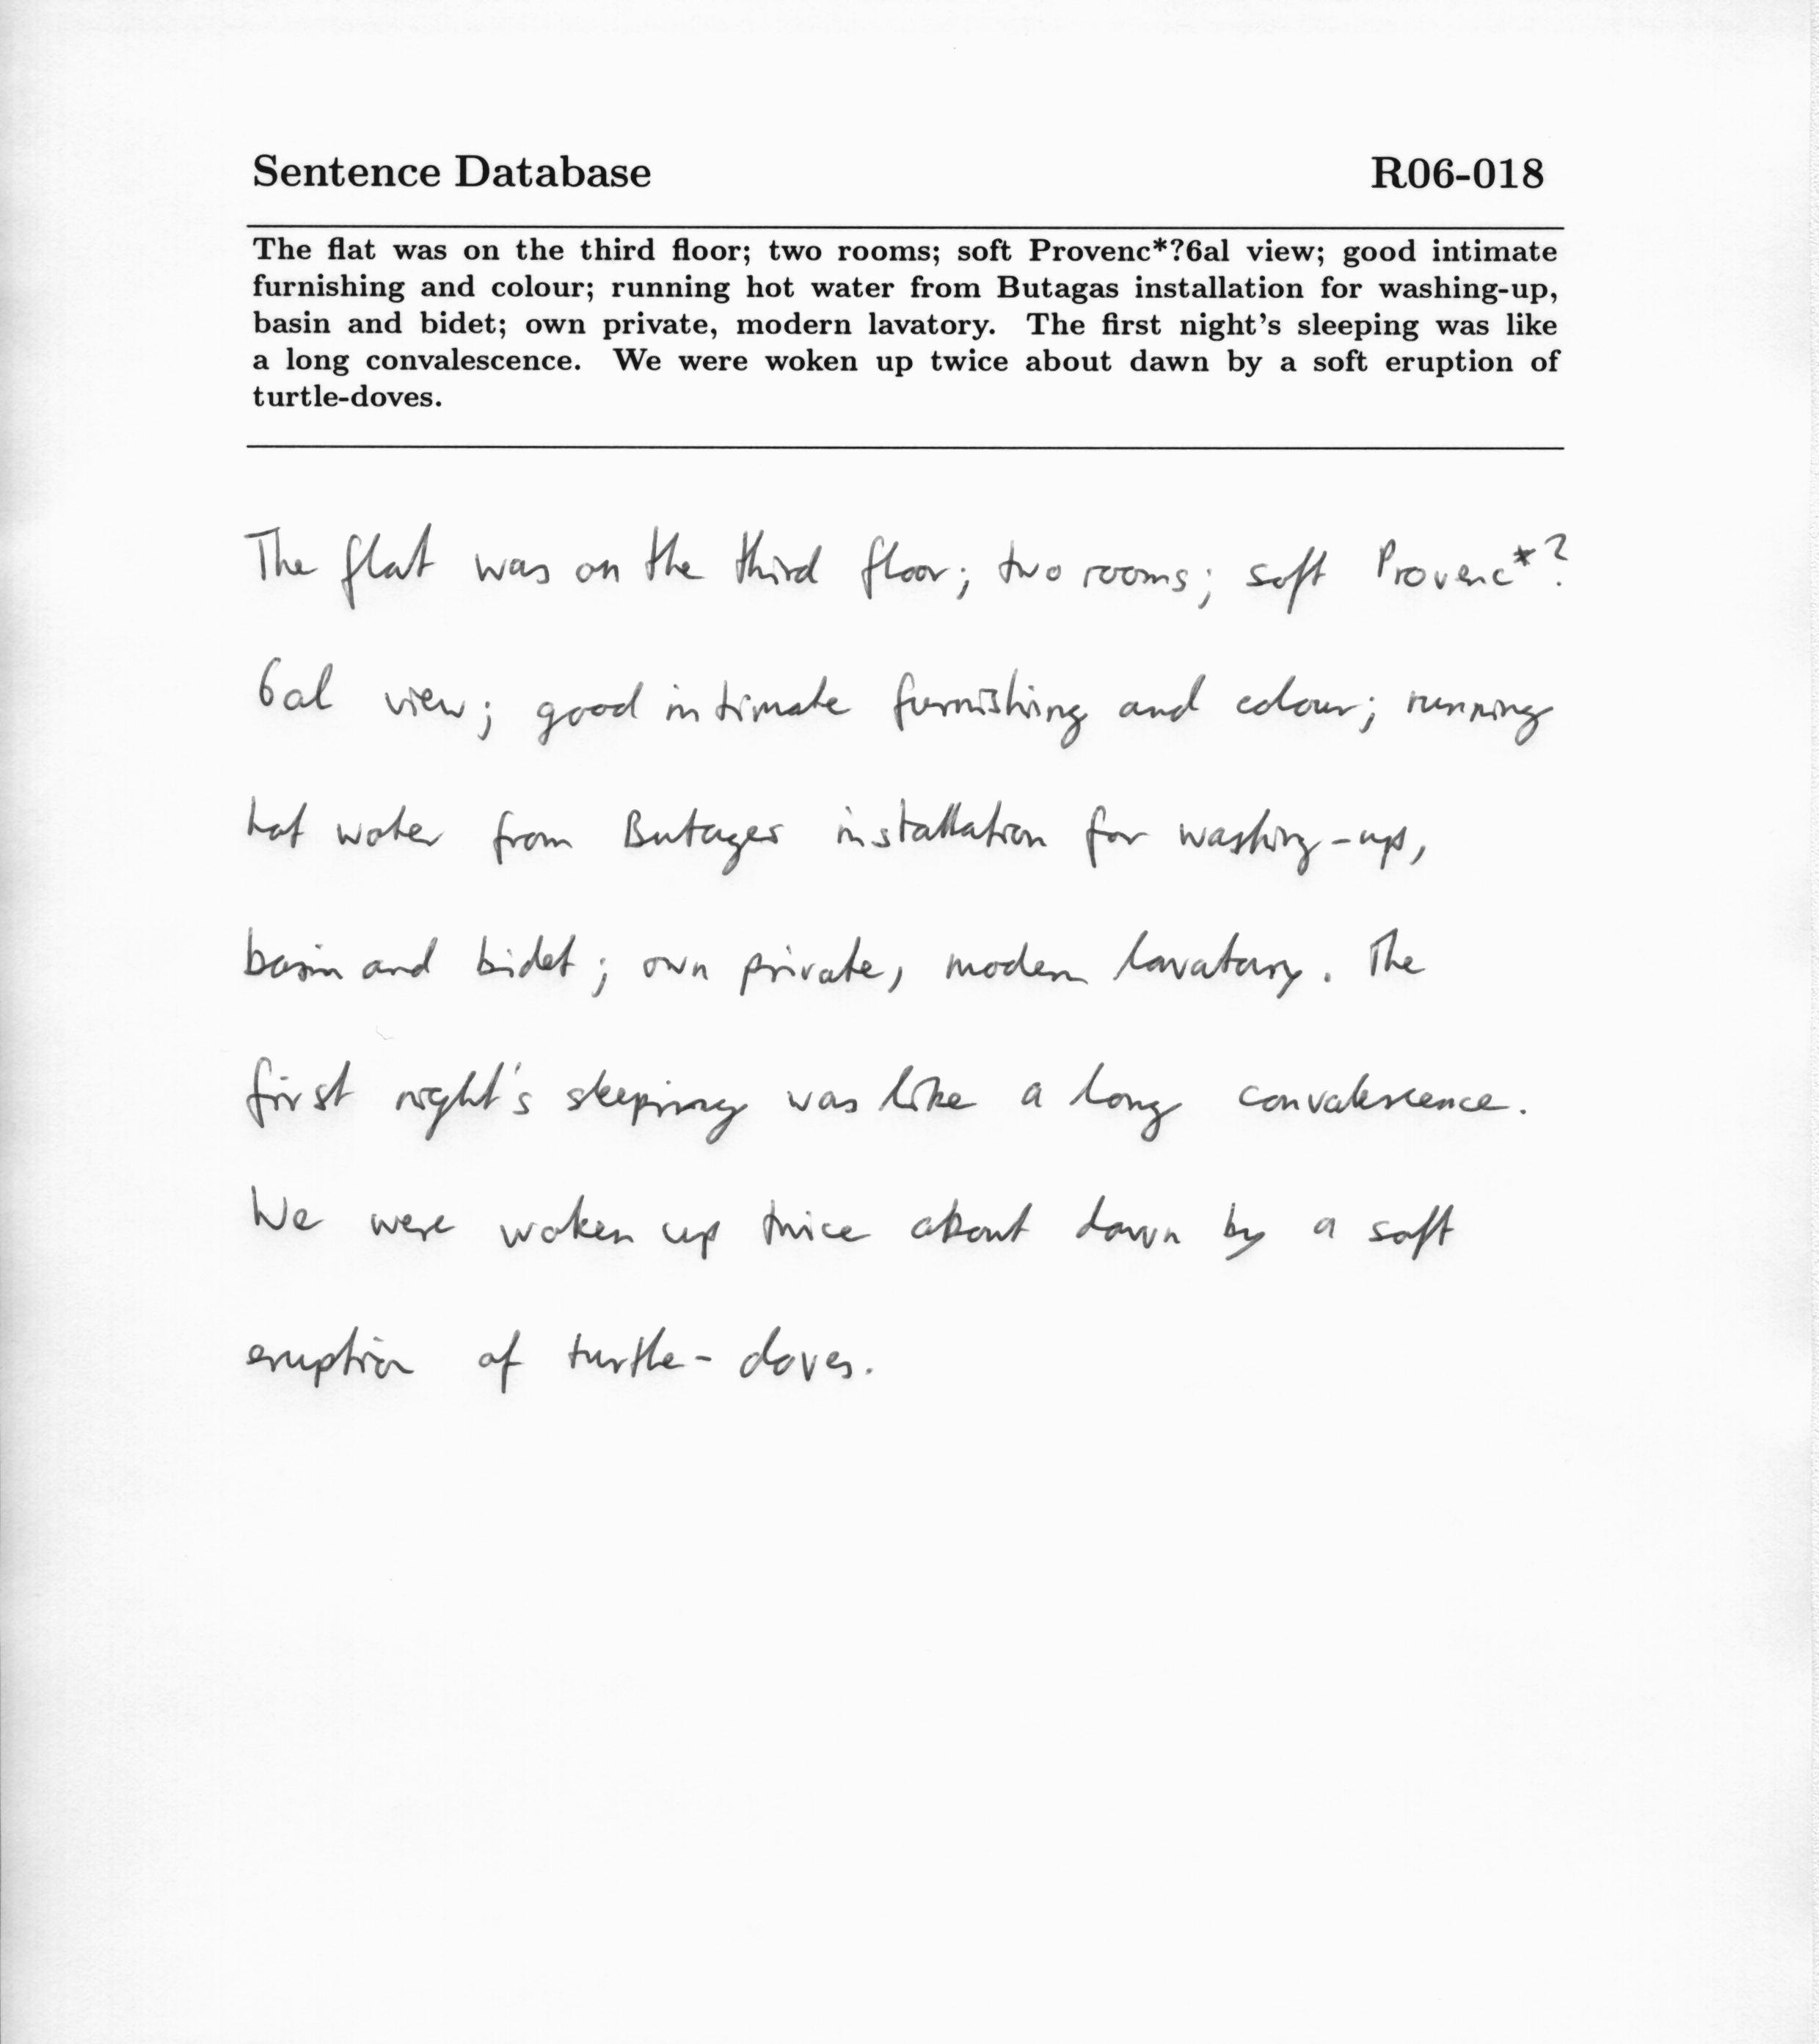 Sentence Database R06-018
The flat was on the third floor; two rooms; soft Provenc*?6al view; good intimate
furnishing and colour; running hot water from Butagas installation for washing-up,
basin and bidet; own private, modern lavatory. The first night's sleeping was like
a long convalescence. We were woken up twice about dawn by a soft eruption of
turtle-doves.
The flat was on the third floor; two rooms; soft Provenc*?
6al view; good intimate furnishing and colour; running
hot water from Butagas installation for washing-up,
basin and bidet; own private, modern lavatory. The
first night's sleeping was like a long convalescence.
We were woken up twice about dawn by a soft
eruption of turtle-doves.